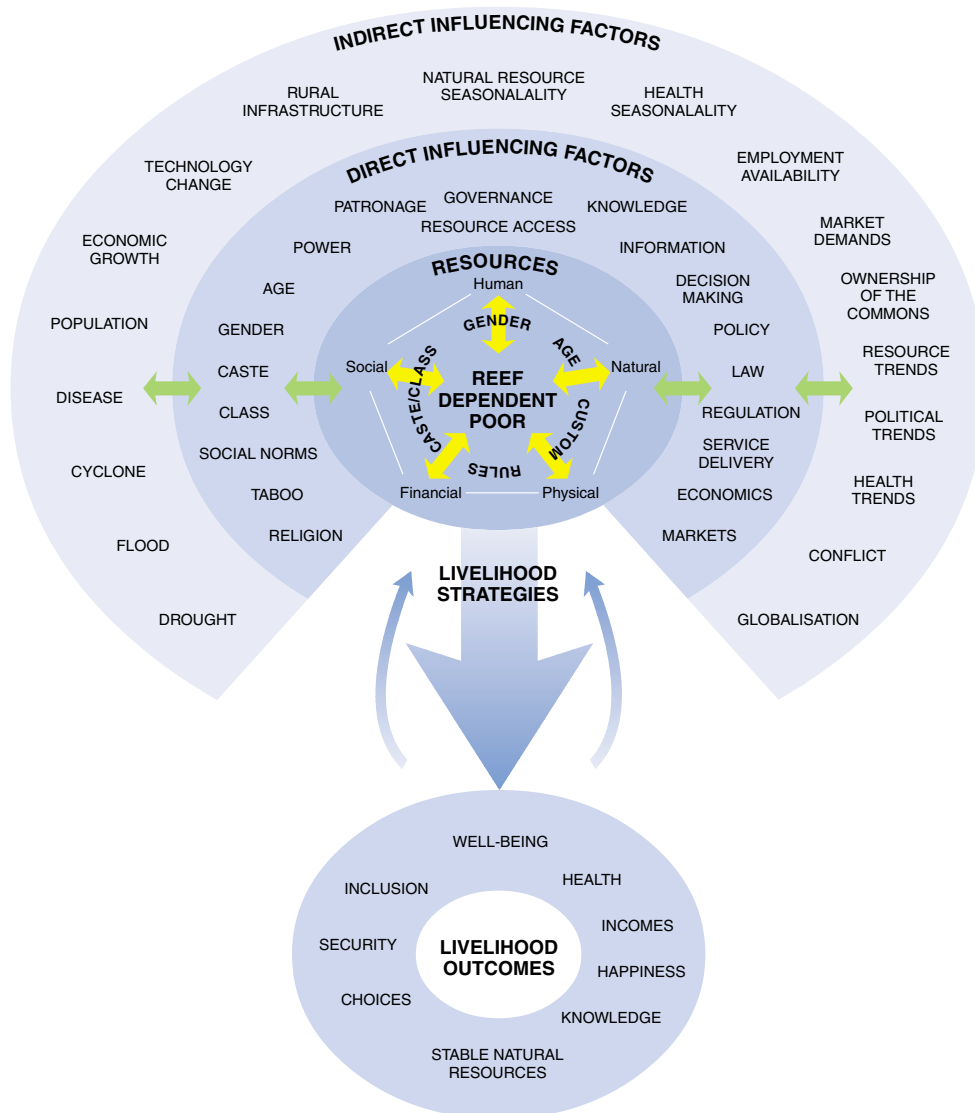 INDIRECT INFLUENCING FACTORS
NATURAL RESOURCE
SEASONALALITY
RURAL
INFRASTRUCTURE
HEALTH
SEASONALALITY
TECHNOLOGY
CHANGE
EMPLOYMENT
AVAILABILITY
ECONOMIC
GROWTH
MARKET
DEMANDS
POPULATION
OWNERSHIP
OF THE
COMMONS
DISEASE
RESOURCE
TRENDS
CYCLONE
POLITICAL
TRENDS
FLOOD
HEALTH
TRENDS
DROUGHT
CONFLICT
GLOBALISATION
DIRECT INFLUENCING FACTORS
GOVERNANCE
PATRONAGE
KNOWLEDGE
RESOURCE ACCESS
POWER
INFORMATION
AGE
DECISION
MAKING
GENDER
POLICY
CASTE
LAW
CLASS
REGULATION
SOCIAL NORMS
SERVICE
DELIVERY
TABOO
ECONOMICS
RELIGION
MARKETS
RESOURCES
Human
Social
Natural
Financial
Physical
GENDER
AGE
CUSTOM
RULES
CASTE/CLASS
REEF
DEPENDENT
POOR
LIVELIHOOD
STRATEGIES
WELL-BEING
HEALTH
INCLUSION
INCOMES
SECURITY
HAPPINESS
CHOICES
KNOWLEDGE
STABLE NATURAL
RESOURCES
LIVELIHOOD
OUTCOMES